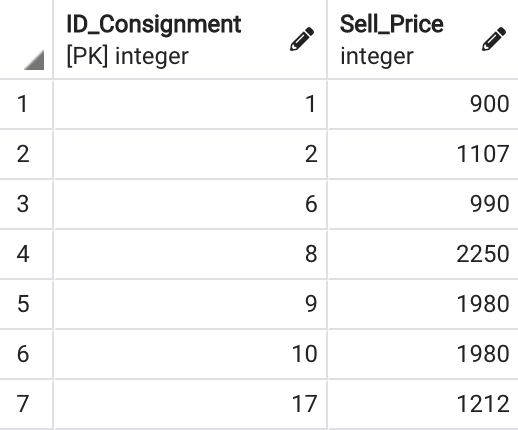 ID_Consignment Sell_Price
[PK] integer integer
1 1 900
2 2 1107
3 6 990
4 8 2250
5 9 1980
6 10 1980
7 17 1212